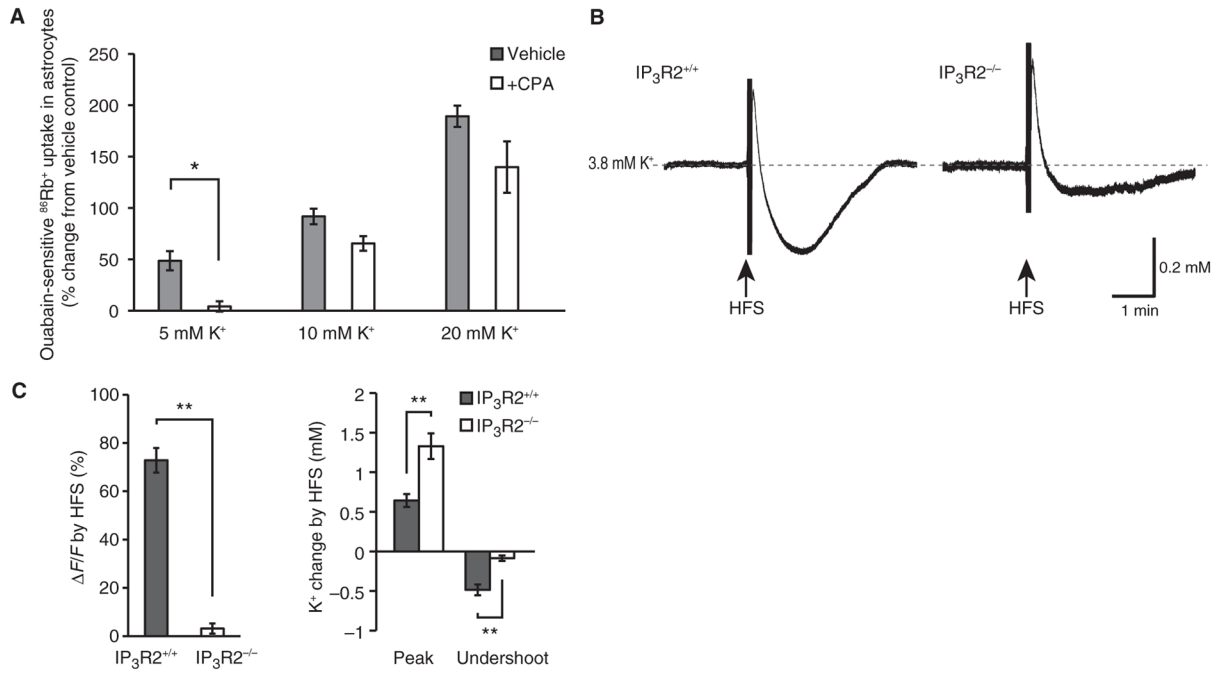 A
Ouabain-sensitive ⁸⁶Rb⁺ uptake in astrocytes
(% change from vehicle control)
250
200
150
100
50
0
*
Vehicle
+CPA
5 mM K⁺
10 mM K⁺
20 mM K⁺
B
IP₃R2⁺/⁺
IP₃R2⁻/⁻
3.8 mM K⁺
HFS
HFS
0.2 mM
1 min
C
ΔF/F by HFS (%)
100
80
60
40
20
0
**
IP₃R2⁺/⁺
IP₃R2⁻/⁻
K⁺ change by HFS (mM)
2
1.5
1
0.5
0
−0.5
−1
**
**
IP₃R2⁺/⁺
IP₃R2⁻/⁻
Peak
Undershoot